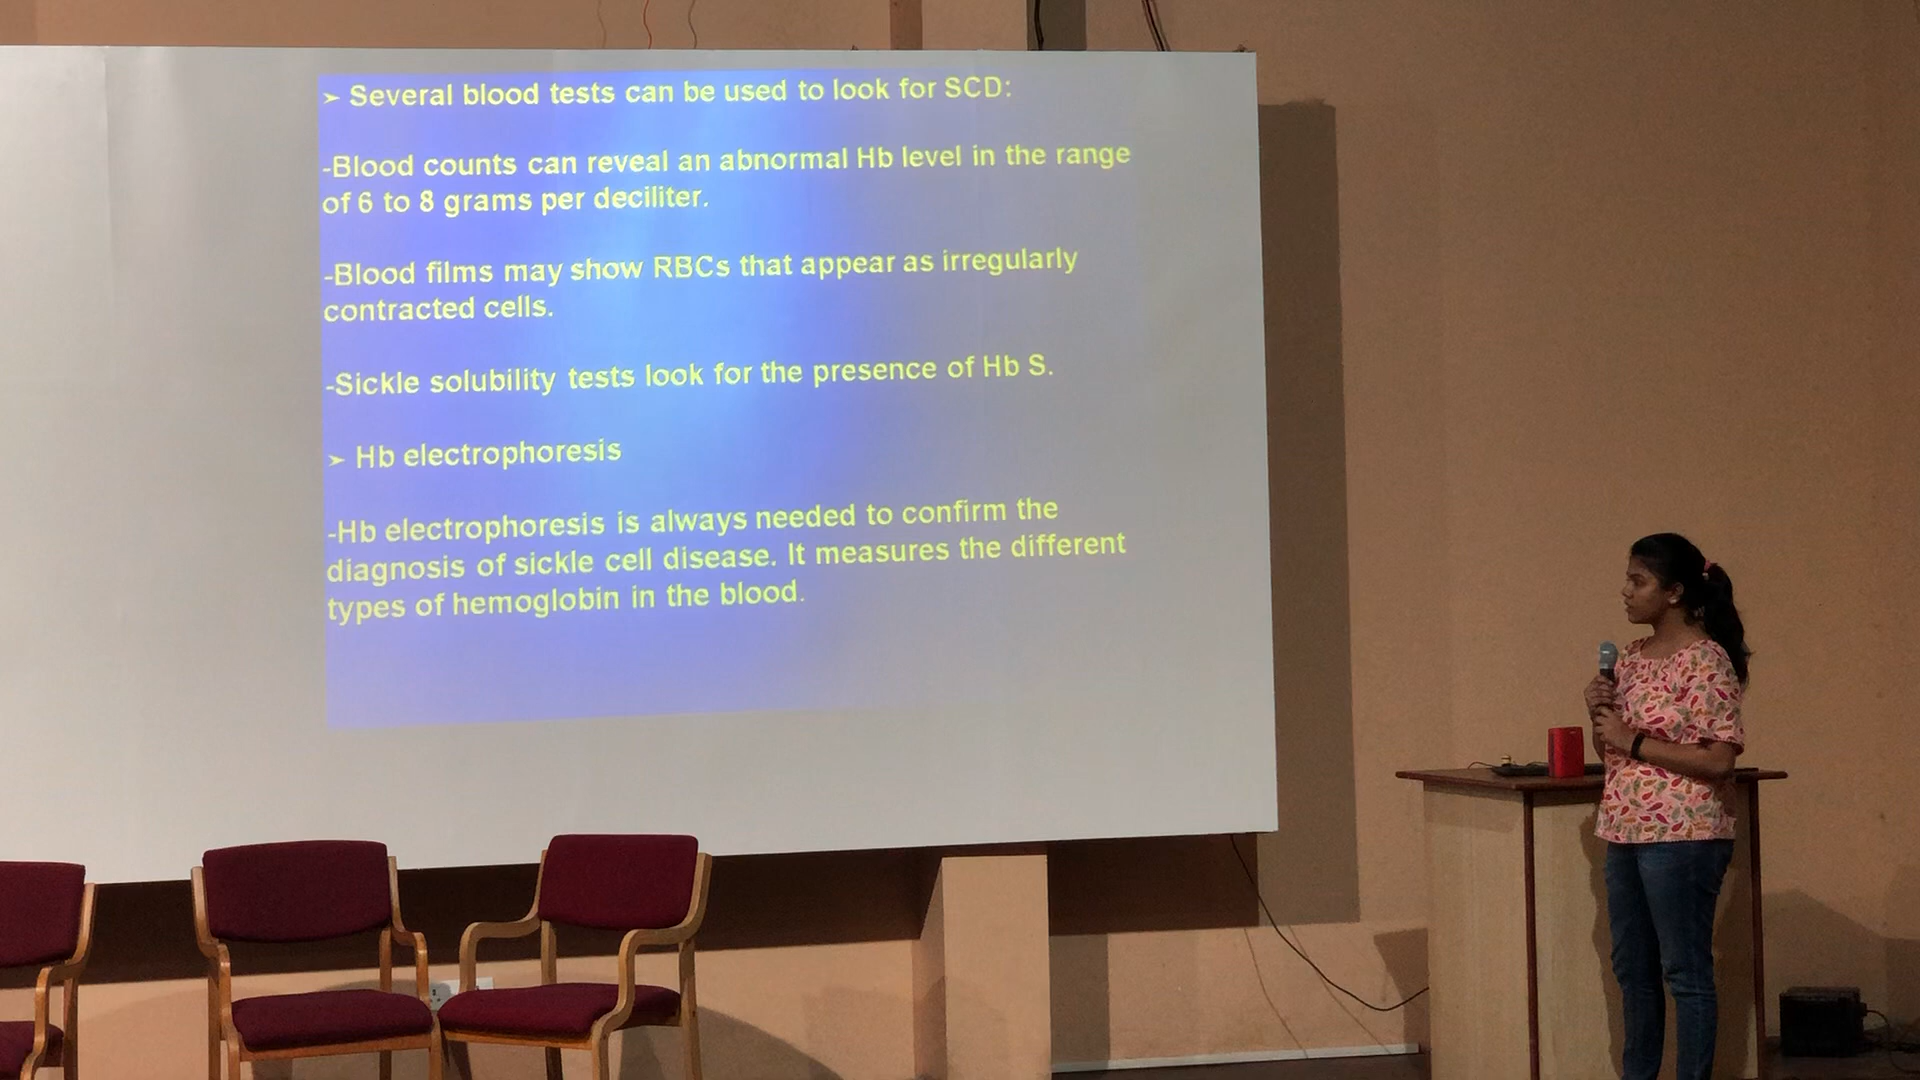 ➢ Several blood tests can be used to look for SCD:
-Blood counts can reveal an abnormal Hb level in the range
of 6 to 8 grams per deciliter.
-Blood films may show RBCs that appear as irregularly
contracted cells.
-Sickle solubility tests look for the presence of Hb S.
➢ Hb electrophoresis
-Hb electrophoresis is always needed to confirm the
diagnosis of sickle cell disease. It measures the different
types of hemoglobin in the blood.